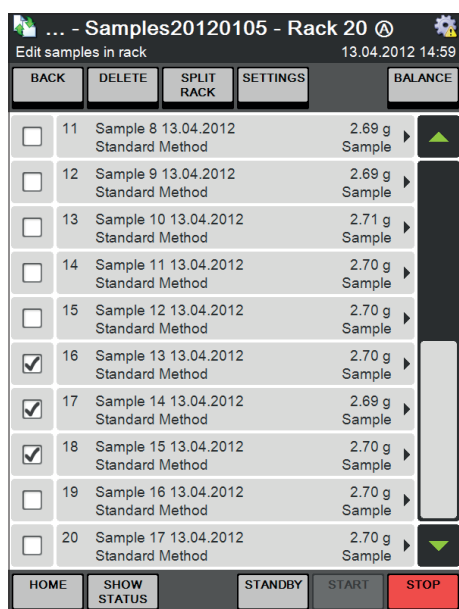 ... - Samples20120105 - Rack 20 Ⓐ
Edit samples in rack 13.04.2012 14:59
BACK DELETE SPLIT RACK SETTINGS BALANCE
11 Sample 8 13.04.2012 2.69 g
Standard Method Sample
12 Sample 9 13.04.2012 2.69 g
Standard Method Sample
13 Sample 10 13.04.2012 2.71 g
Standard Method Sample
14 Sample 11 13.04.2012 2.70 g
Standard Method Sample
15 Sample 12 13.04.2012 2.70 g
Standard Method Sample
16 Sample 13 13.04.2012 2.70 g
Standard Method Sample
17 Sample 14 13.04.2012 2.69 g
Standard Method Sample
18 Sample 15 13.04.2012 2.70 g
Standard Method Sample
19 Sample 16 13.04.2012 2.70 g
Standard Method Sample
20 Sample 17 13.04.2012 2.70 g
Standard Method Sample
HOME SHOW STATUS STANDBY START STOP